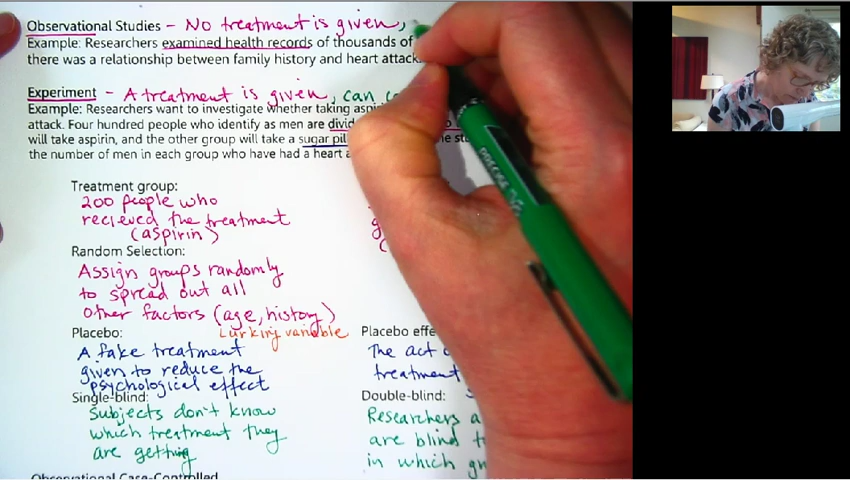 Observational Studies - No treatment is given,
Example: Researchers examined health records of thousands of
there was a relationship between family history and heart attack.
Experiment - A treatment is given, can
Example: Researchers want to investigate whether taking
attack. Four hundred people who identify as men are
will take aspirin, and the other group will take a sugar
the number of men in each group who have had a heart
Treatment group:
200 people who
recieved the treatment
(aspirin)
Random Selection:
Assign groups randomly
to spread out all
other factors (age, history)
Lurking variable
Placebo: Placebo
A fake treatment The act
given to reduce the treatment
psychological effect
Single-blind: Double-blind:
Subjects don't know Researchers
which treatment they are blind
are getting in which
Observational Case-Controlled